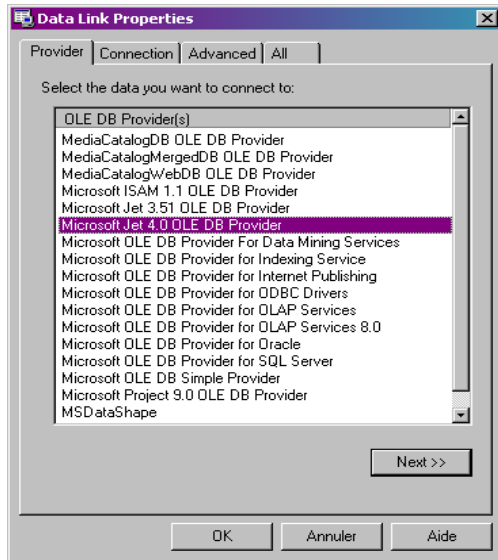 Data Link Properties
Provider Connection Advanced All
Select the data you want to connect to:
OLE DB Provider(s)
MediaCatalogDB OLE DB Provider
MediaCatalogMergedDB OLE DB Provider
MediaCatalogWebDB OLE DB Provider
Microsoft ISAM 1.1 OLE DB Provider
Microsoft Jet 3.51 OLE DB Provider
Microsoft Jet 4.0 OLE DB Provider
Microsoft OLE DB Provider For Data Mining Services
Microsoft OLE DB Provider for Indexing Service
Microsoft OLE DB Provider for Internet Publishing
Microsoft OLE DB Provider for ODBC Drivers
Microsoft OLE DB Provider for OLAP Services
Microsoft OLE DB Provider for OLAP Services 8.0
Microsoft OLE DB Provider for Oracle
Microsoft OLE DB Provider for SQL Server
Microsoft OLE DB Simple Provider
Microsoft Project 9.0 OLE DB Provider
MSDataShape
Next >>
OK Annuler Aide